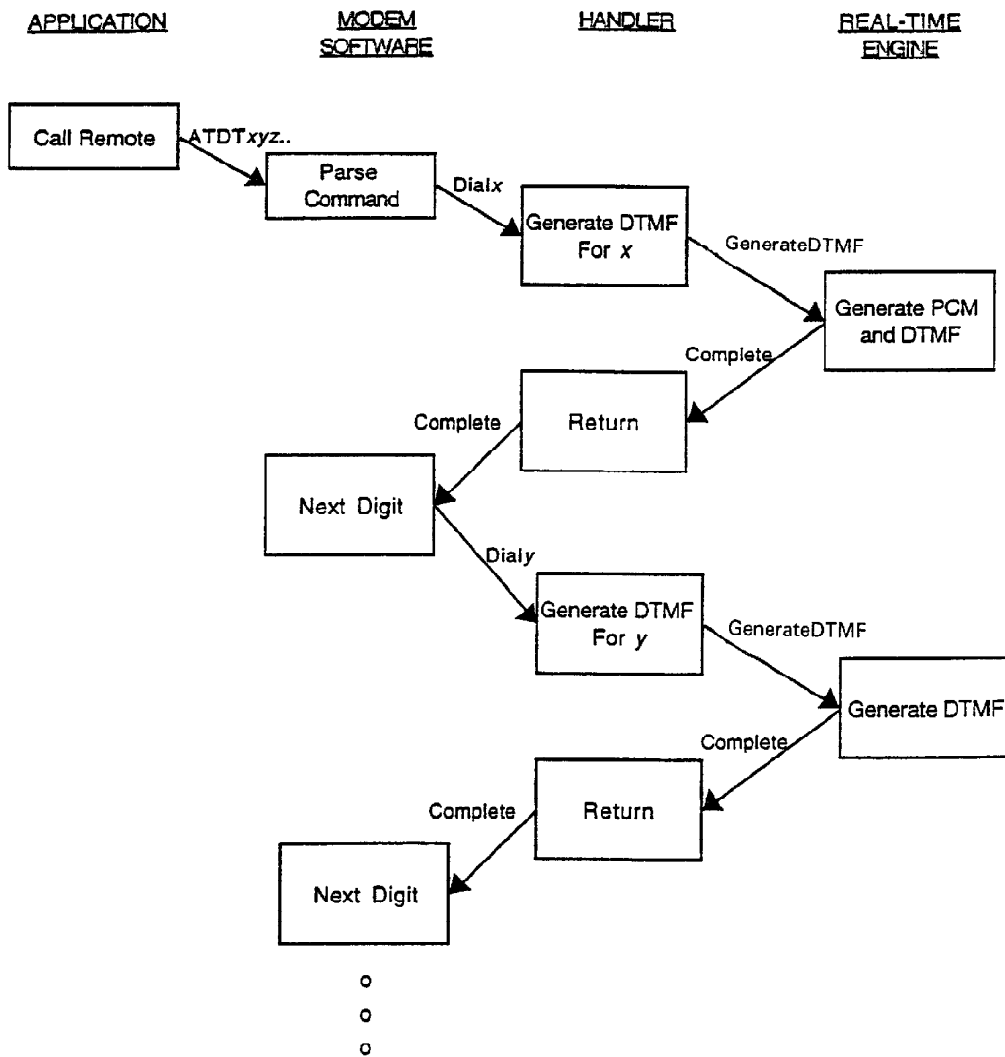 APPLICATION
MODEM
SOFTWARE
HANDLER
REAL-TIME
ENGINE
Call Remote
ATDTxyz..
Parse
Command
Dialx
Generate DTMF
For x
GenerateDTMF
Generate PCM
and DTMF
Complete
Return
Complete
Next Digit
Dialy
Generate DTMF
For y
GenerateDTMF
Generate DTMF
Complete
Return
Complete
Next Digit